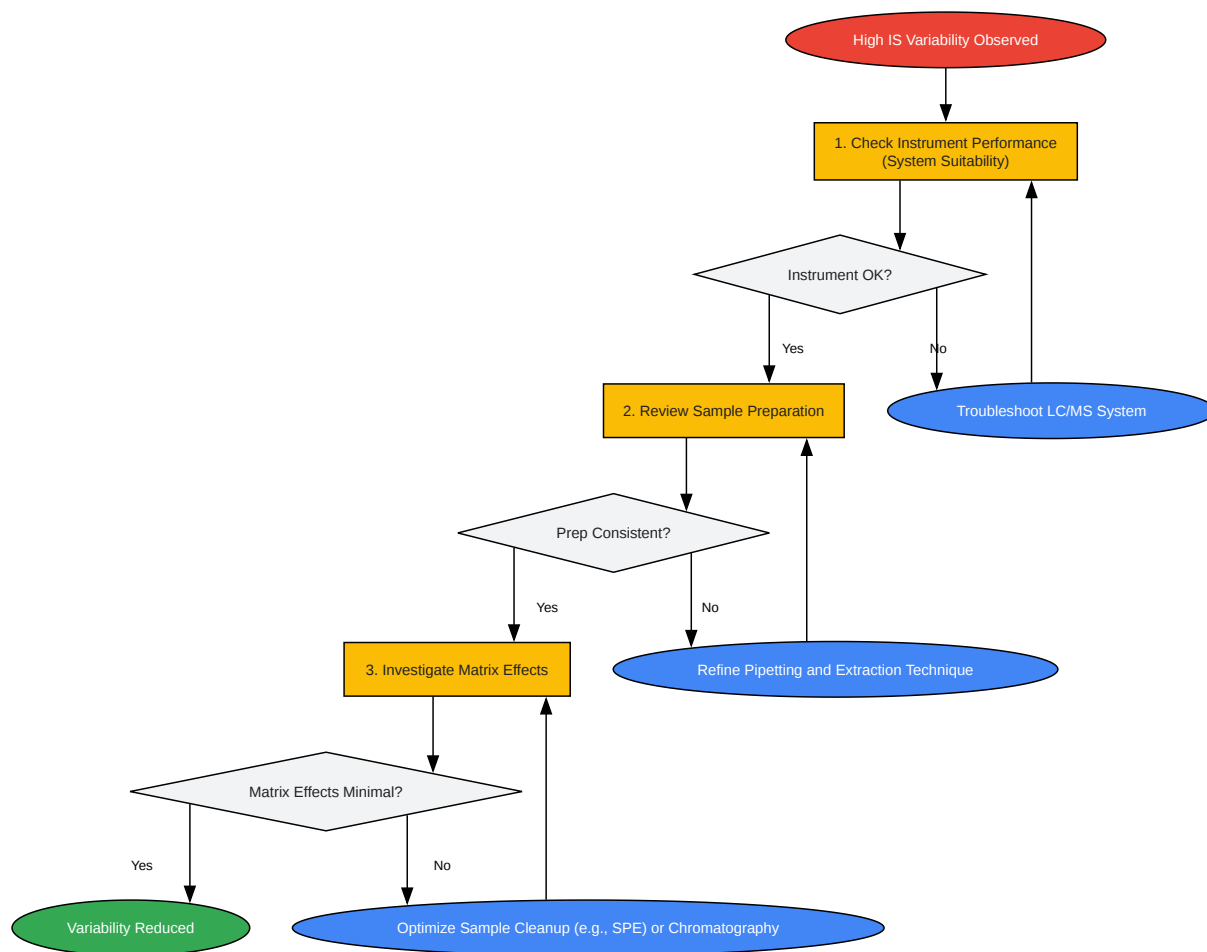 High IS Variability Observed
1. Check Instrument Performance
(System Suitability)
Instrument OK?
Yes
No
2. Review Sample Preparation
Troubleshoot LC/MS System
Prep Consistent?
Yes
No
3. Investigate Matrix Effects
Refine Pipetting and Extraction Technique
Matrix Effects Minimal?
Yes
No
Variability Reduced
Optimize Sample Cleanup (e.g., SPE) or Chromatography